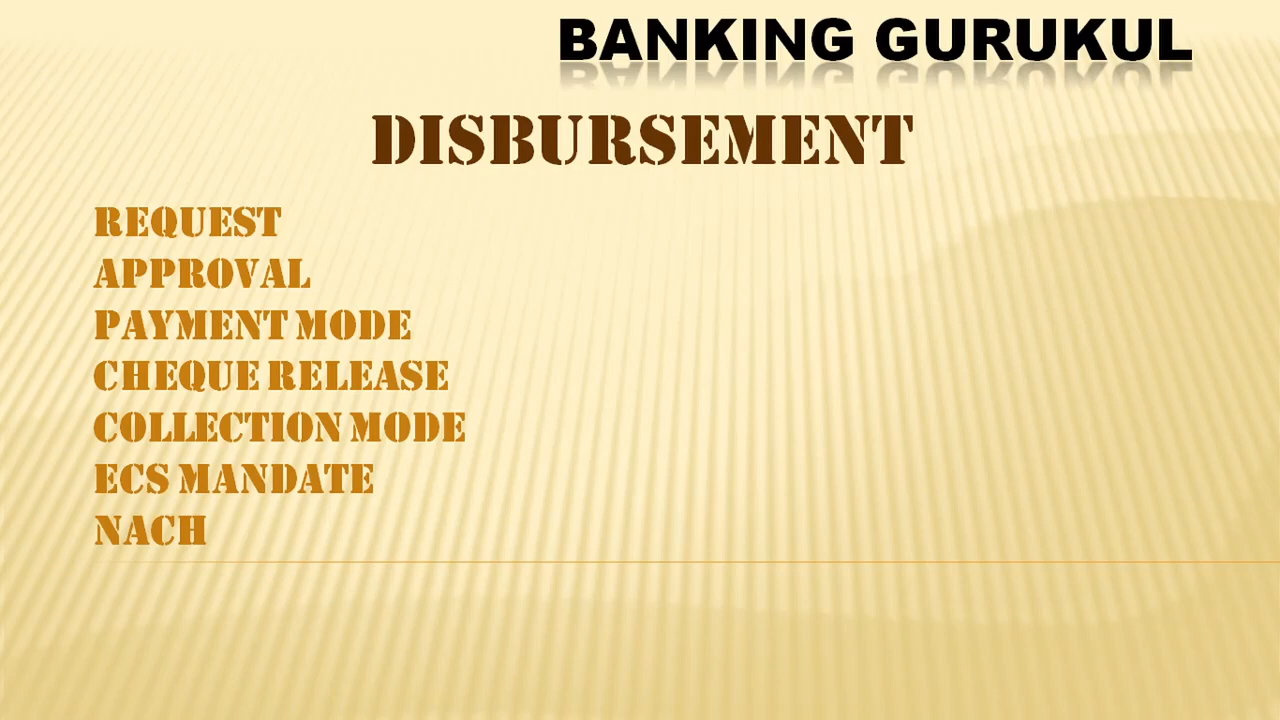 BANKING GURUKUL
DISBURSEMENT
REQUEST
APPROVAL
PAYMENT MODE
CHEQUE RELEASE
COLLECTION MODE
ECS MANDATE
NACH